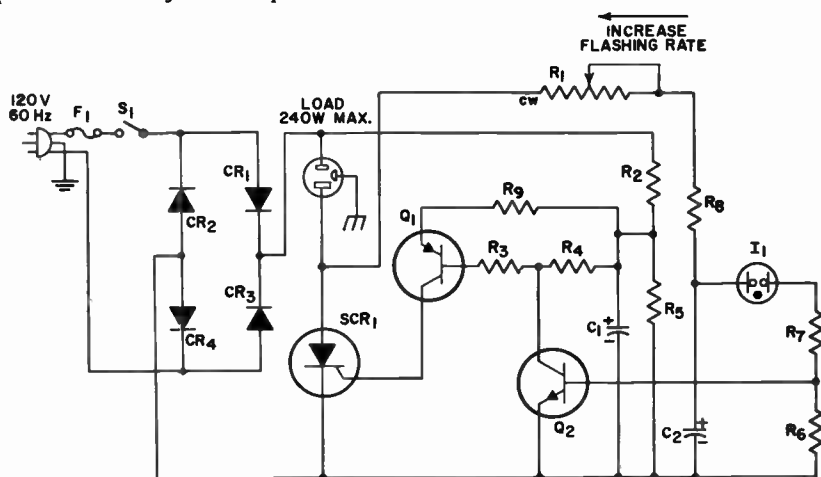 INCREASE
FLASHING RATE
R1
cw
120V
60 Hz
F1
S1
LOAD
240W MAX.
CR1
CR2
CR3
CR4
R2
R8
R9
Q1
R3
R4
I1
SCR1
C1
+
-
R5
R7
Q2
C2
+
-
R6